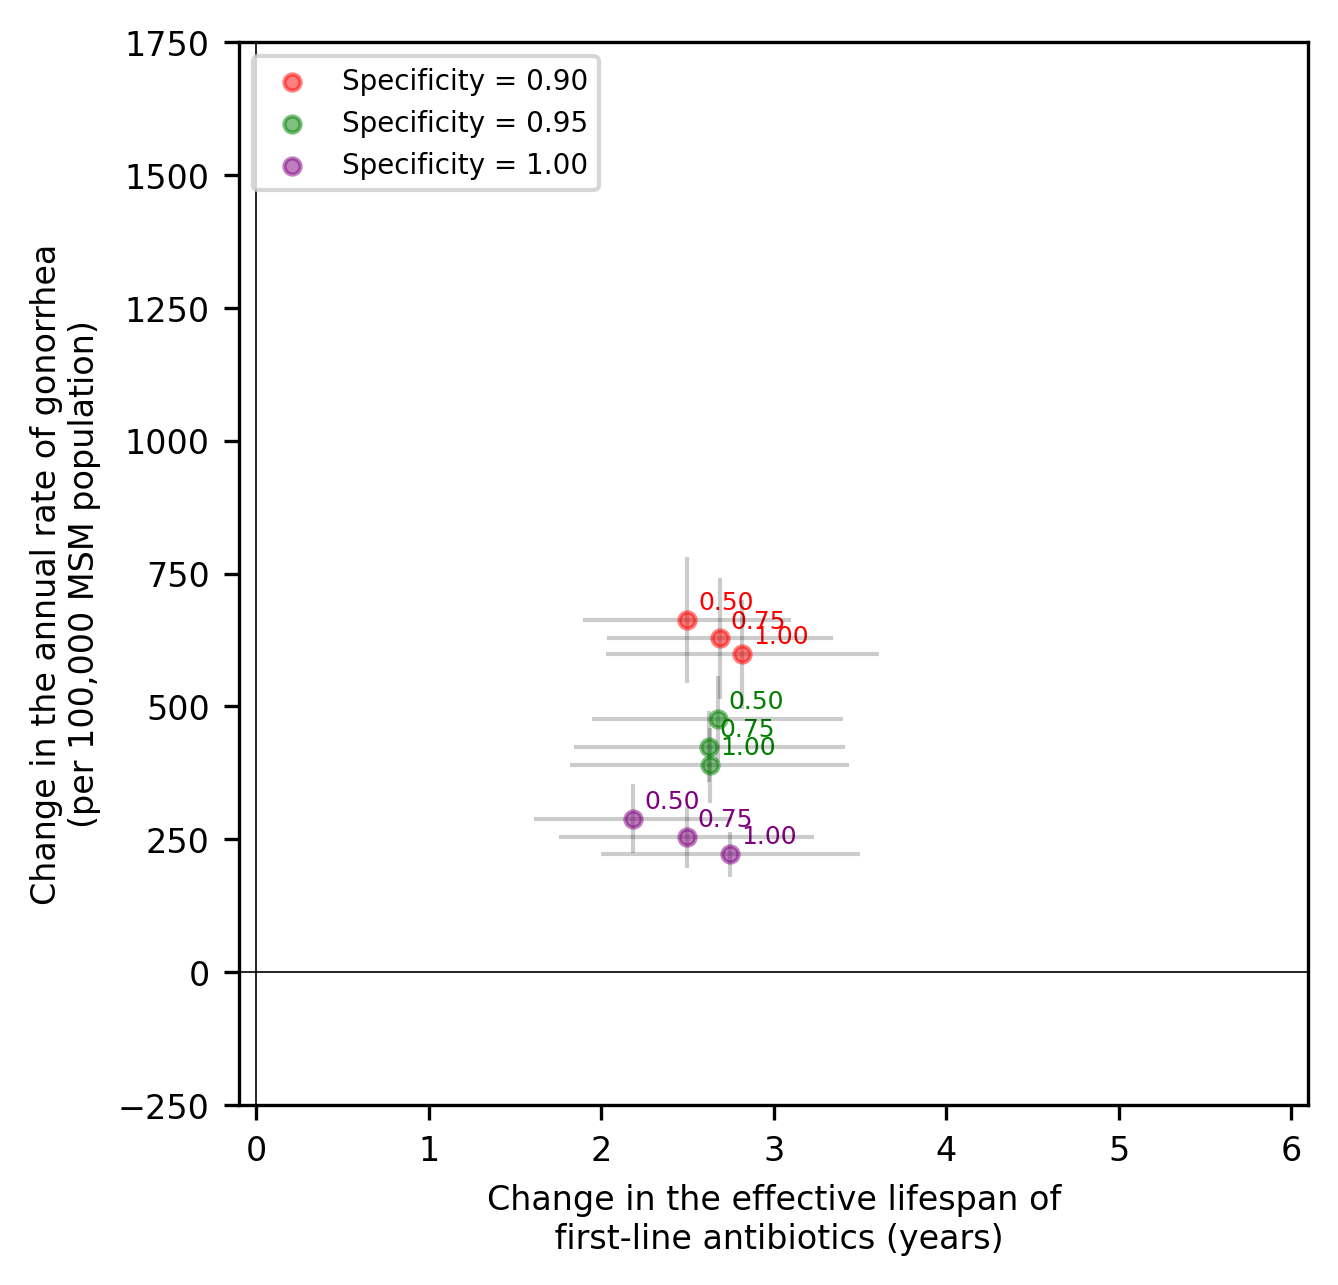 Specificity = 0.90
Specificity = 0.95
Specificity = 1.00
1750
1500
1250
1000
750
500
250
0
−250
Change in the annual rate of gonorrhea
(per 100,000 MSM population)
0.50
0.75
1.00
0.50
0.75
1.00
0.50
0.75
1.00
0 1 2 3 4 5 6
Change in the effective lifespan of
first-line antibiotics (years)